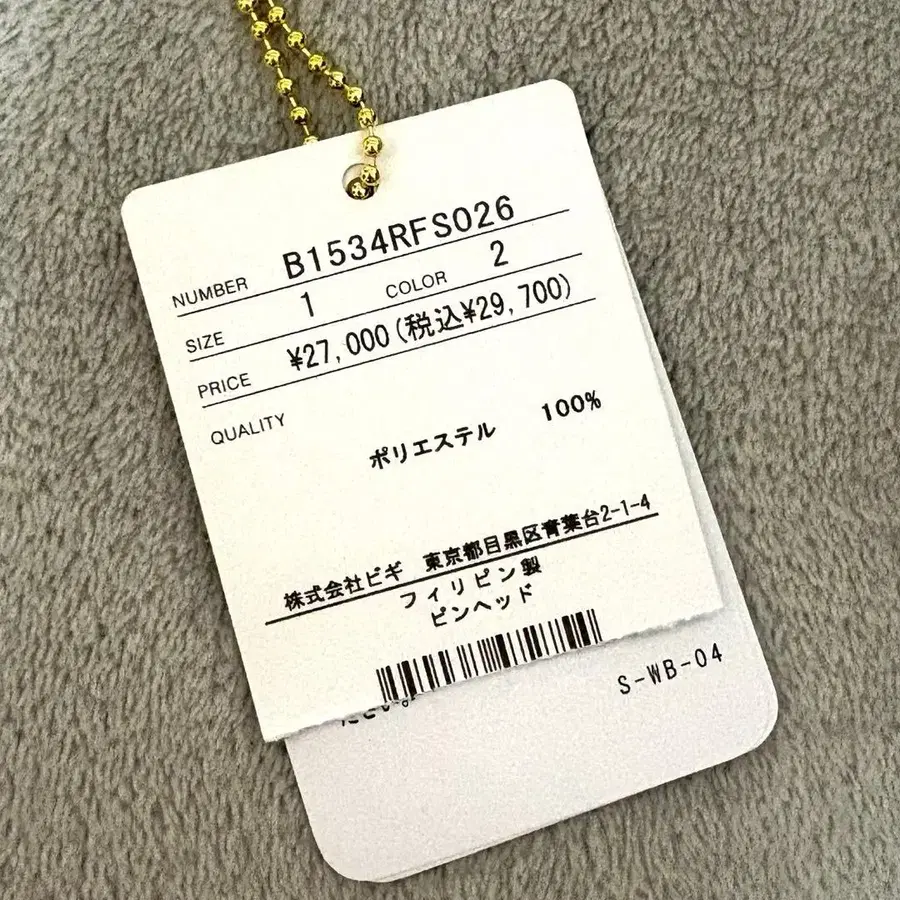 NUMBER B1534RFS026
SIZE 1 COLOR 2
PRICE ¥27,000(税込¥29,700)
QUALITY
ポリエステル 100%
株式会社ビギ 東京都目黒区青葉台2-1-4
フィリピン製
ピンヘッド
S-WB-04